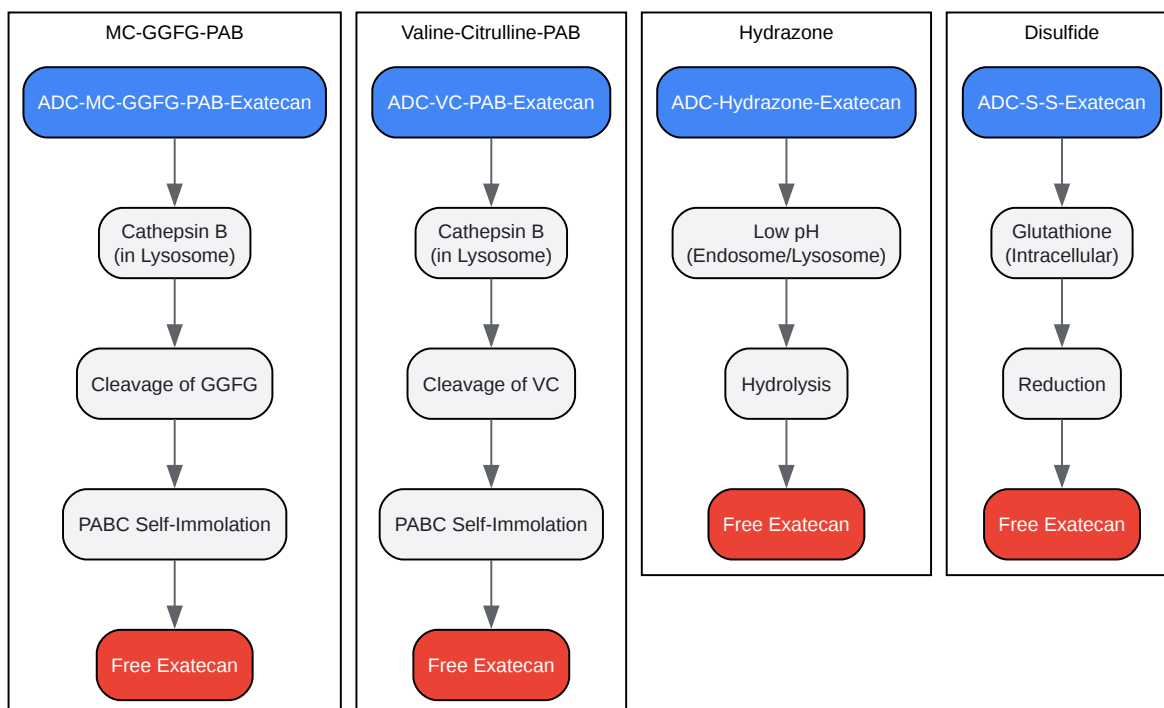 MC-GGFG-PAB
ADC-MC-GGFG-PAB-Exatecan
Cathepsin B
(in Lysosome)
Cleavage of GGFG
PABC Self-Immolation
Free Exatecan
Valine-Citrulline-PAB
ADC-VC-PAB-Exatecan
Cathepsin B
(in Lysosome)
Cleavage of VC
PABC Self-Immolation
Free Exatecan
Hydrazone
ADC-Hydrazone-Exatecan
Low pH
(Endosome/Lysosome)
Hydrolysis
Free Exatecan
Disulfide
ADC-S-S-Exatecan
Glutathione
(Intracellular)
Reduction
Free Exatecan